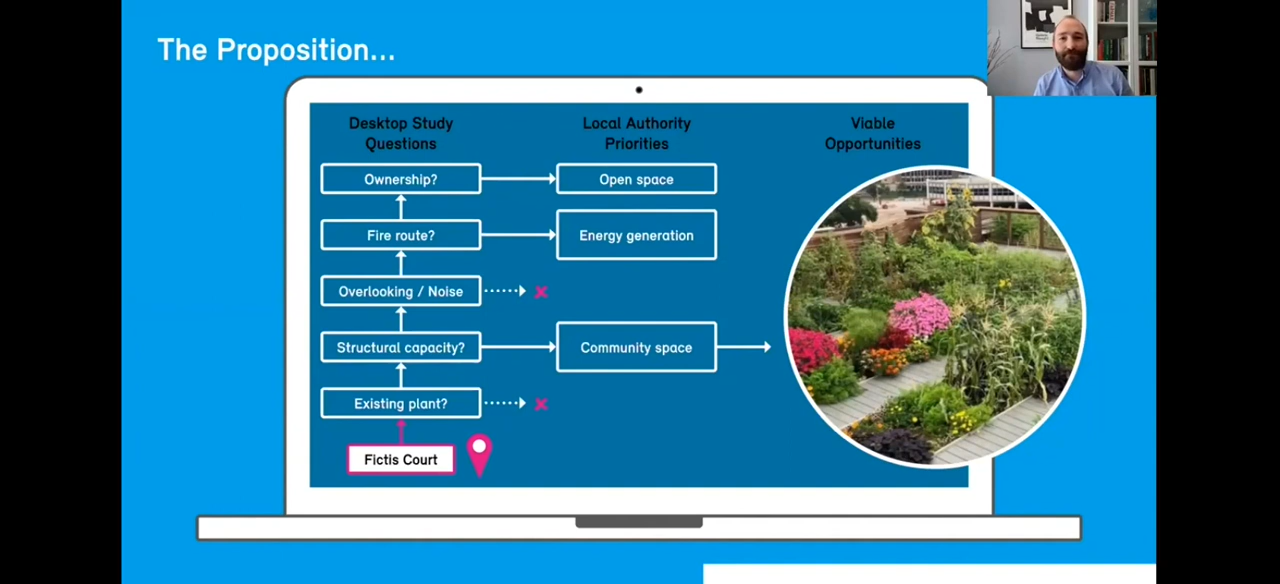 The Proposition...
Desktop Study
Questions
Local Authority
Priorities
Viable
Opportunities
Ownership?
Open space
Fire route?
Energy generation
Overlooking / Noise
Structural capacity?
Community space
Existing plant?
Fictis Court